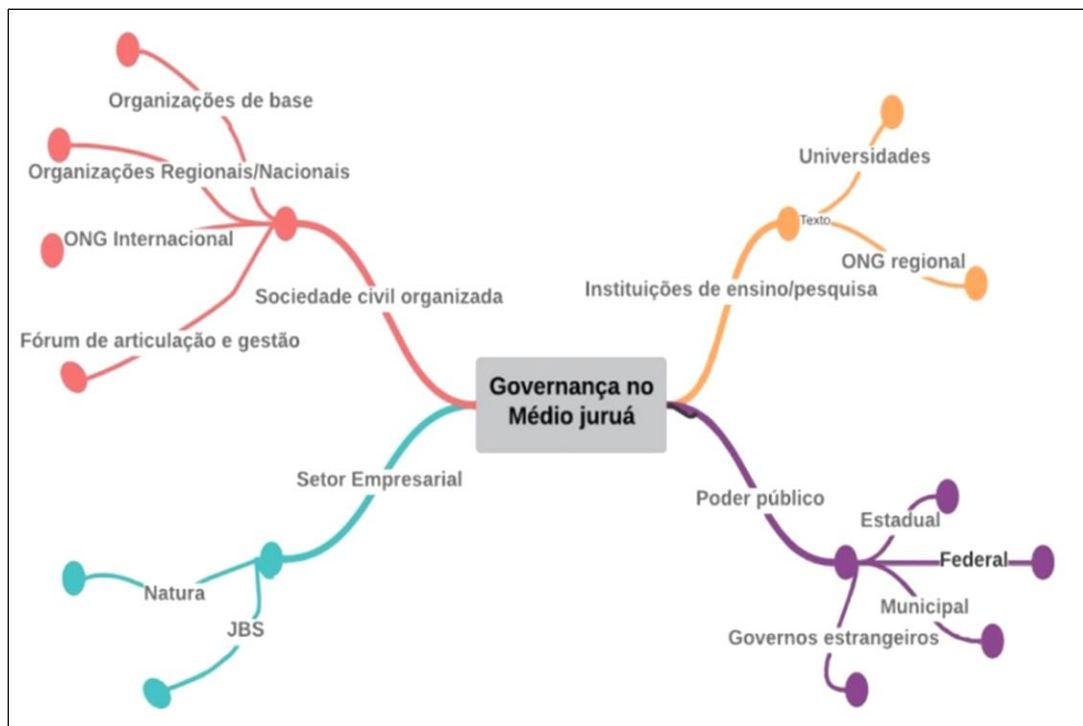 Organizações de base
Organizações Regionais/Nacionais
ONG Internacional
Sociedade civil organizada
Fórum de articulação e gestão
Universidades
Texto
ONG regional
Instituições de ensino/pesquisa
Governança no
Médio juruá
Setor Empresarial
Natura
JBS
Poder público
Estadual
Federal
Municipal
Governos estrangeiros